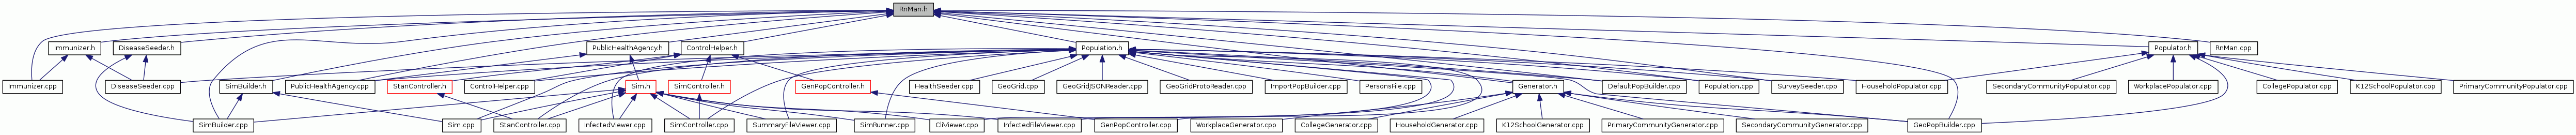 RnMan.h
Immunizer.h
DiseaseSeeder.h
PublicHealthAgency.h
ControlHelper.h
Population.h
Populator.h
RnMan.cpp
Immunizer.cpp
DiseaseSeeder.cpp
SimBuilder.h
PublicHealthAgency.cpp
StanController.h
ControlHelper.cpp
Sim.h
SimController.h
GenPopController.h
HealthSeeder.cpp
GeoGrid.cpp
GeoGridJSONReader.cpp
GeoGridProtoReader.cpp
ImportPopBuilder.cpp
PersonsFile.cpp
Generator.h
DefaultPopBuilder.cpp
Population.cpp
SurveySeeder.cpp
HouseholdPopulator.cpp
SecondaryCommunityPopulator.cpp
WorkplacePopulator.cpp
CollegePopulator.cpp
K12SchoolPopulator.cpp
PrimaryCommunityPopulator.cpp
SimBuilder.cpp
Sim.cpp
StanController.cpp
InfectedViewer.cpp
SimController.cpp
SummaryFileViewer.cpp
SimRunner.cpp
CliViewer.cpp
InfectedFileViewer.cpp
GenPopController.cpp
WorkplaceGenerator.cpp
CollegeGenerator.cpp
HouseholdGenerator.cpp
K12SchoolGenerator.cpp
PrimaryCommunityGenerator.cpp
SecondaryCommunityGenerator.cpp
GeoPopBuilder.cpp